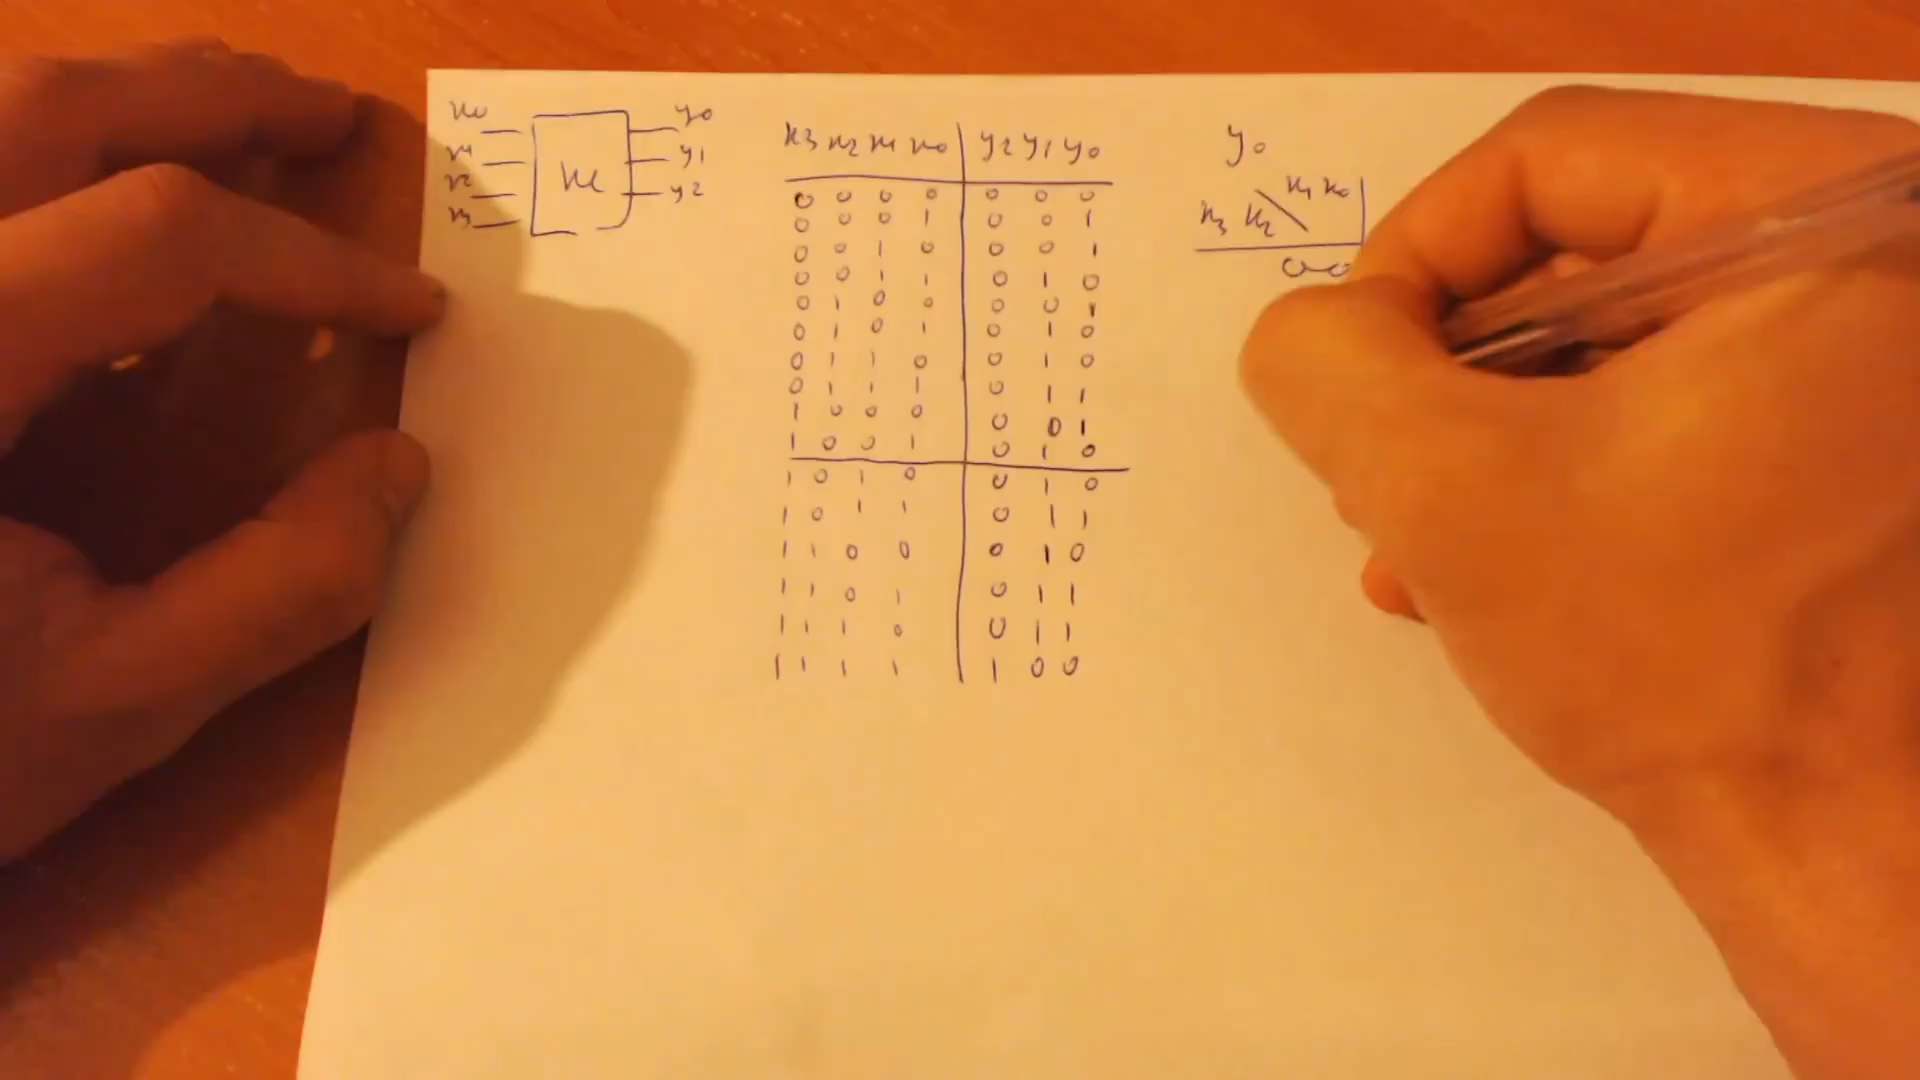 x0
x1
x2
x3
K
y0
y1
y2
x3 x2 x1 x0 y2 y1 y0
0 0 0 0 0 0 0
0 0 0 1 0 0 1
0 0 1 0 0 0 1
0 0 1 1 0 1 0
0 1 0 0 0 0 1
0 1 0 1 0 1 0
0 1 1 0 0 1 0
0 1 1 1 0 1 1
1 0 0 0 0 0 1
1 0 0 1 0 1 0
1 0 1 0 0 1 0
1 0 1 1 0 1 1
1 1 0 0 0 1 0
1 1 0 1 0 1 1
1 1 1 0 0 1 1
1 1 1 1 1 0 0
y0
x1 x0
x3 x2
00